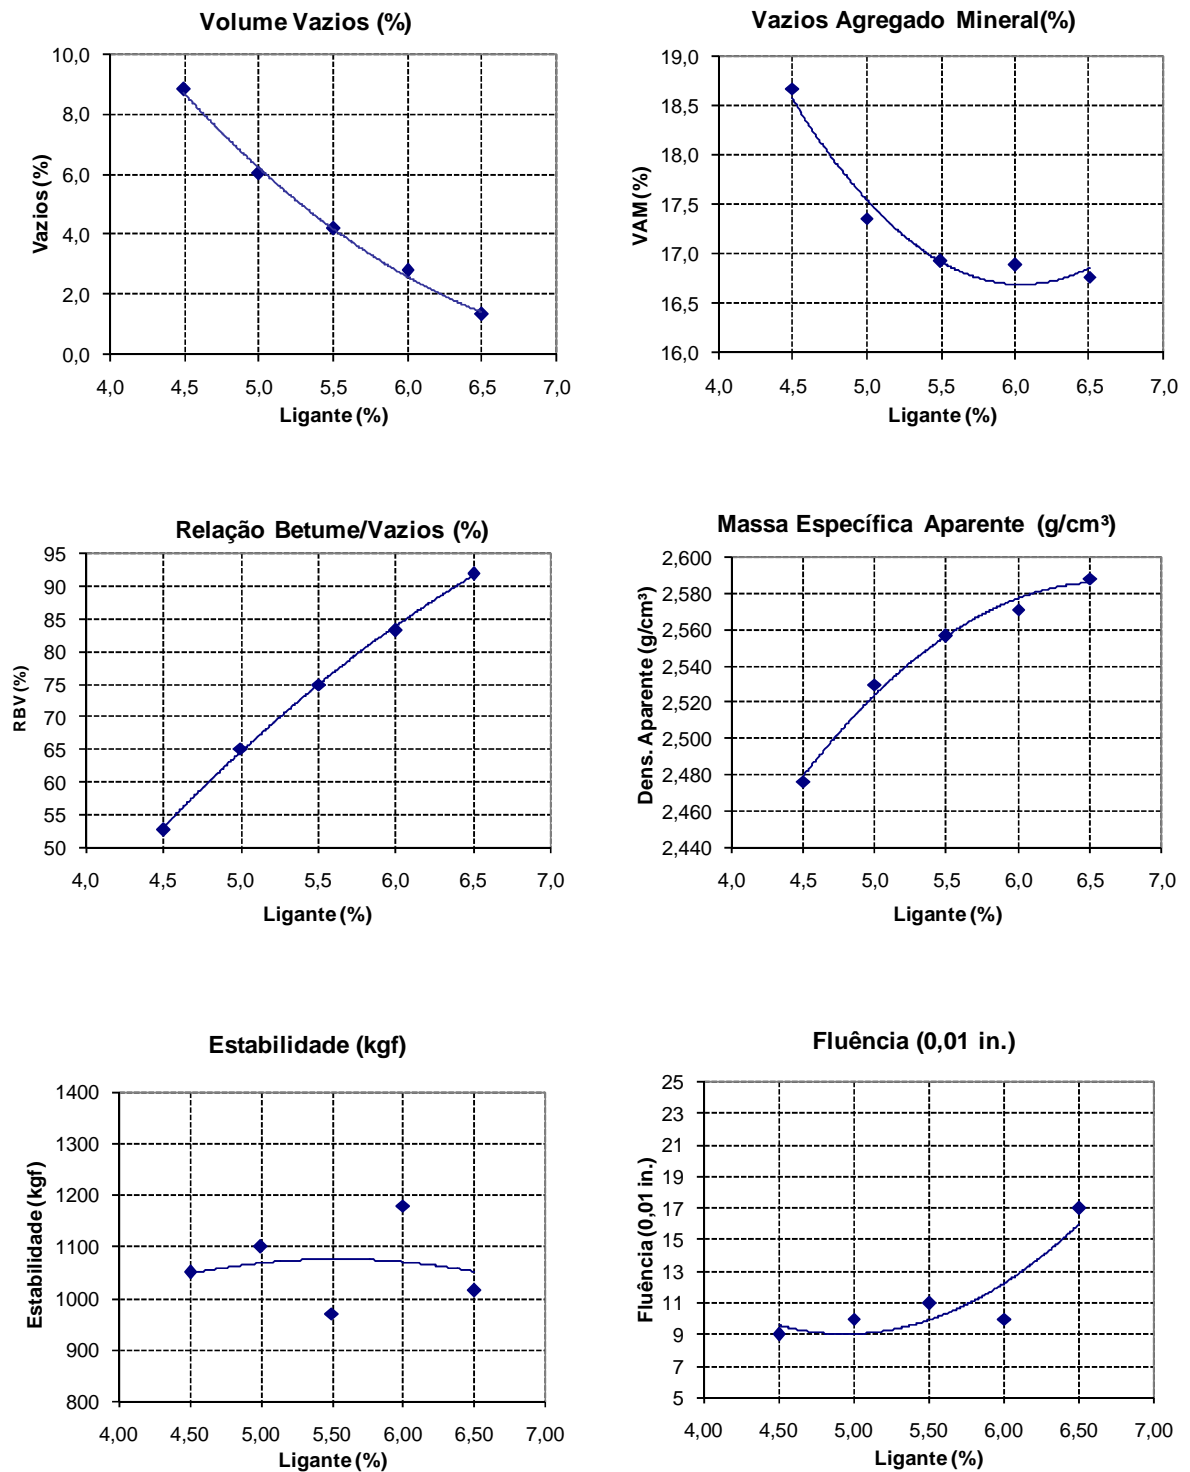 Volume Vazios (%)
10,0
8,0
6,0
4,0
2,0
0,0
Vazios (%)
4,0 4,5 5,0 5,5 6,0 6,5 7,0
Ligante (%)
Vazios Agregado Mineral(%)
19,0
18,5
18,0
17,5
17,0
16,5
16,0
VAM (%)
4,0 4,5 5,0 5,5 6,0 6,5 7,0
Ligante (%)
Relação Betume/Vazios (%)
95
90
85
80
75
70
65
60
55
50
RBV (%)
4,0 4,5 5,0 5,5 6,0 6,5 7,0
Ligante (%)
Massa Específica Aparente (g/cm³)
2,600
2,580
2,560
2,540
2,520
2,500
2,480
2,460
2,440
Dens. Aparente (g/cm³)
4,0 4,5 5,0 5,5 6,0 6,5 7,0
Ligante (%)
Estabilidade (kgf)
1400
1300
1200
1100
1000
900
800
Estabilidade (kgf)
4,00 4,50 5,00 5,50 6,00 6,50 7,00
Ligante (%)
Fluência (0,01 in.)
25
23
21
19
17
15
13
11
9
7
5
Fluência (0,01 in.)
4,00 4,50 5,00 5,50 6,00 6,50 7,00
Ligante (%)